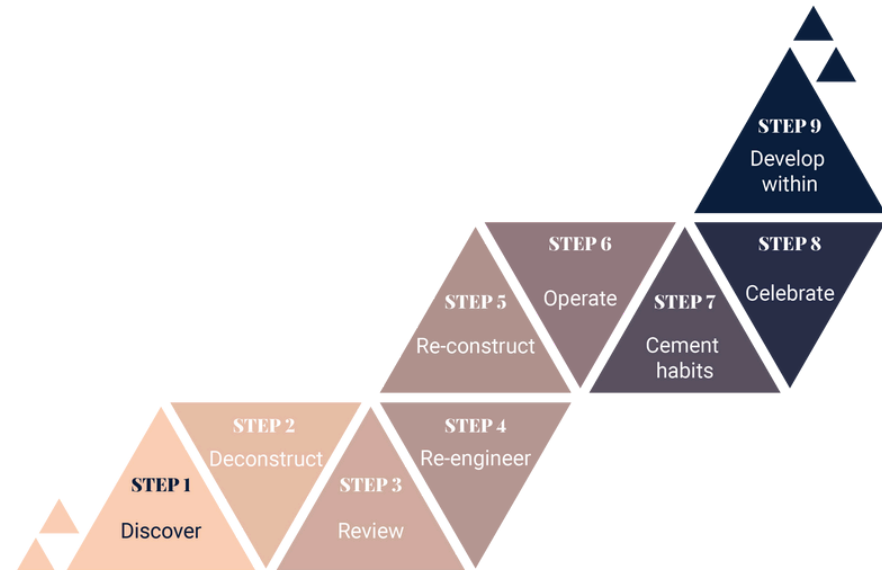 STEP 1
Discover
STEP 2
Deconstruct
STEP 3
Review
STEP 4
Re-engineer
STEP 5
Re-construct
STEP 6
Operate
STEP 7
Cement
habits
STEP 8
Celebrate
STEP 9
Develop
within